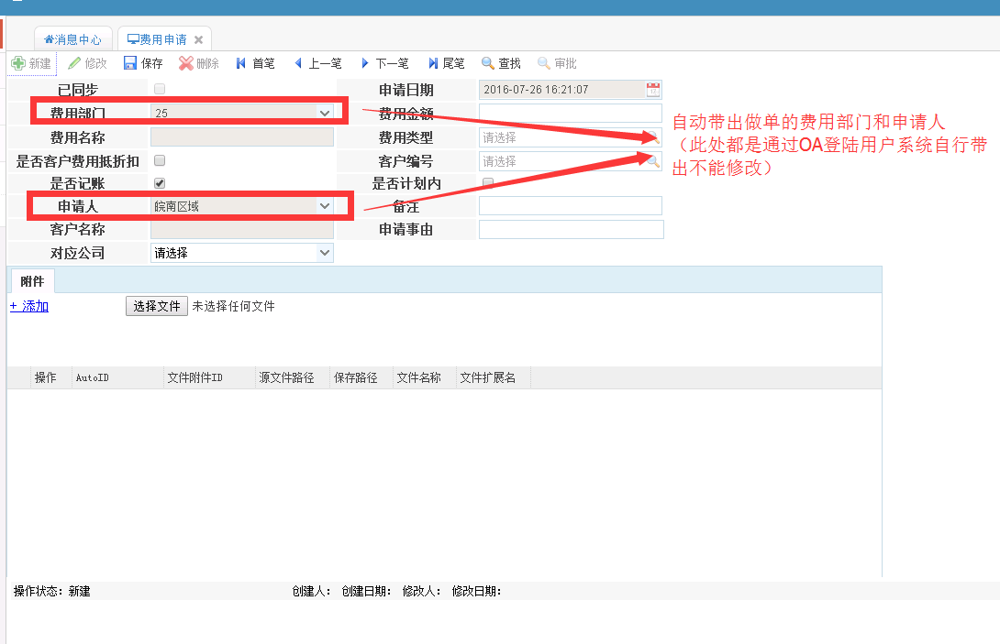 消息中心 费用申请
新建 修改 保存 删除 首笔 上一笔 下一笔 尾笔 查找 审批
已同步 申请日期 2016-07-26 16:21:07
费用部门 25 费用金额
费用名称 费用类型 请选择
是否客户费用抵折扣 客户编号 请选择
是否记账 是否计划内
申请人 皖南区域 备注
客户名称 申请事由
对应公司 请选择
自动带出做单的费用部门和申请人
（此处都是通过OA登陆用户系统自行带
出不能修改）
附件
+ 添加 选择文件 未选择任何文件
操作 AutoID 文件附件ID 源文件路径 保存路径 文件名称 文件扩展名
操作状态：新建 创建人： 创建日期： 修改人： 修改日期：